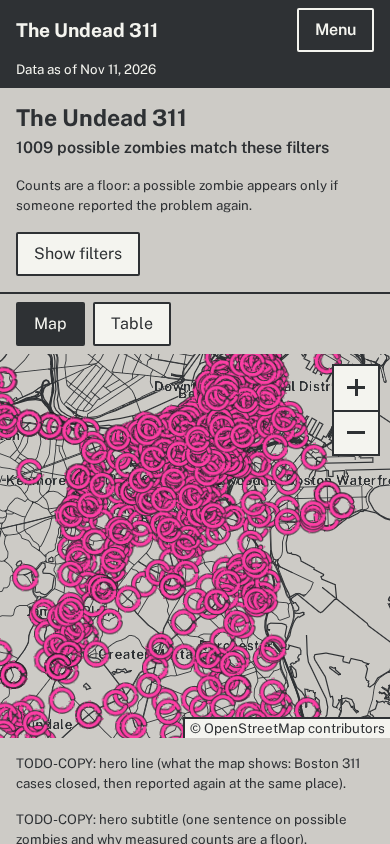 The Undead 311
Menu
Data as of Nov 11, 2026
The Undead 311
1009 possible zombies match these filters
Counts are a floor: a possible zombie appears only if
someone reported the problem again.
Show filters
Map
Table
+
−
© OpenStreetMap contributors
TODO-COPY: hero line (what the map shows: Boston 311
cases closed, then reported again at the same place).
TODO-COPY: hero subtitle (one sentence on possible
zombies and why measured counts are a floor).